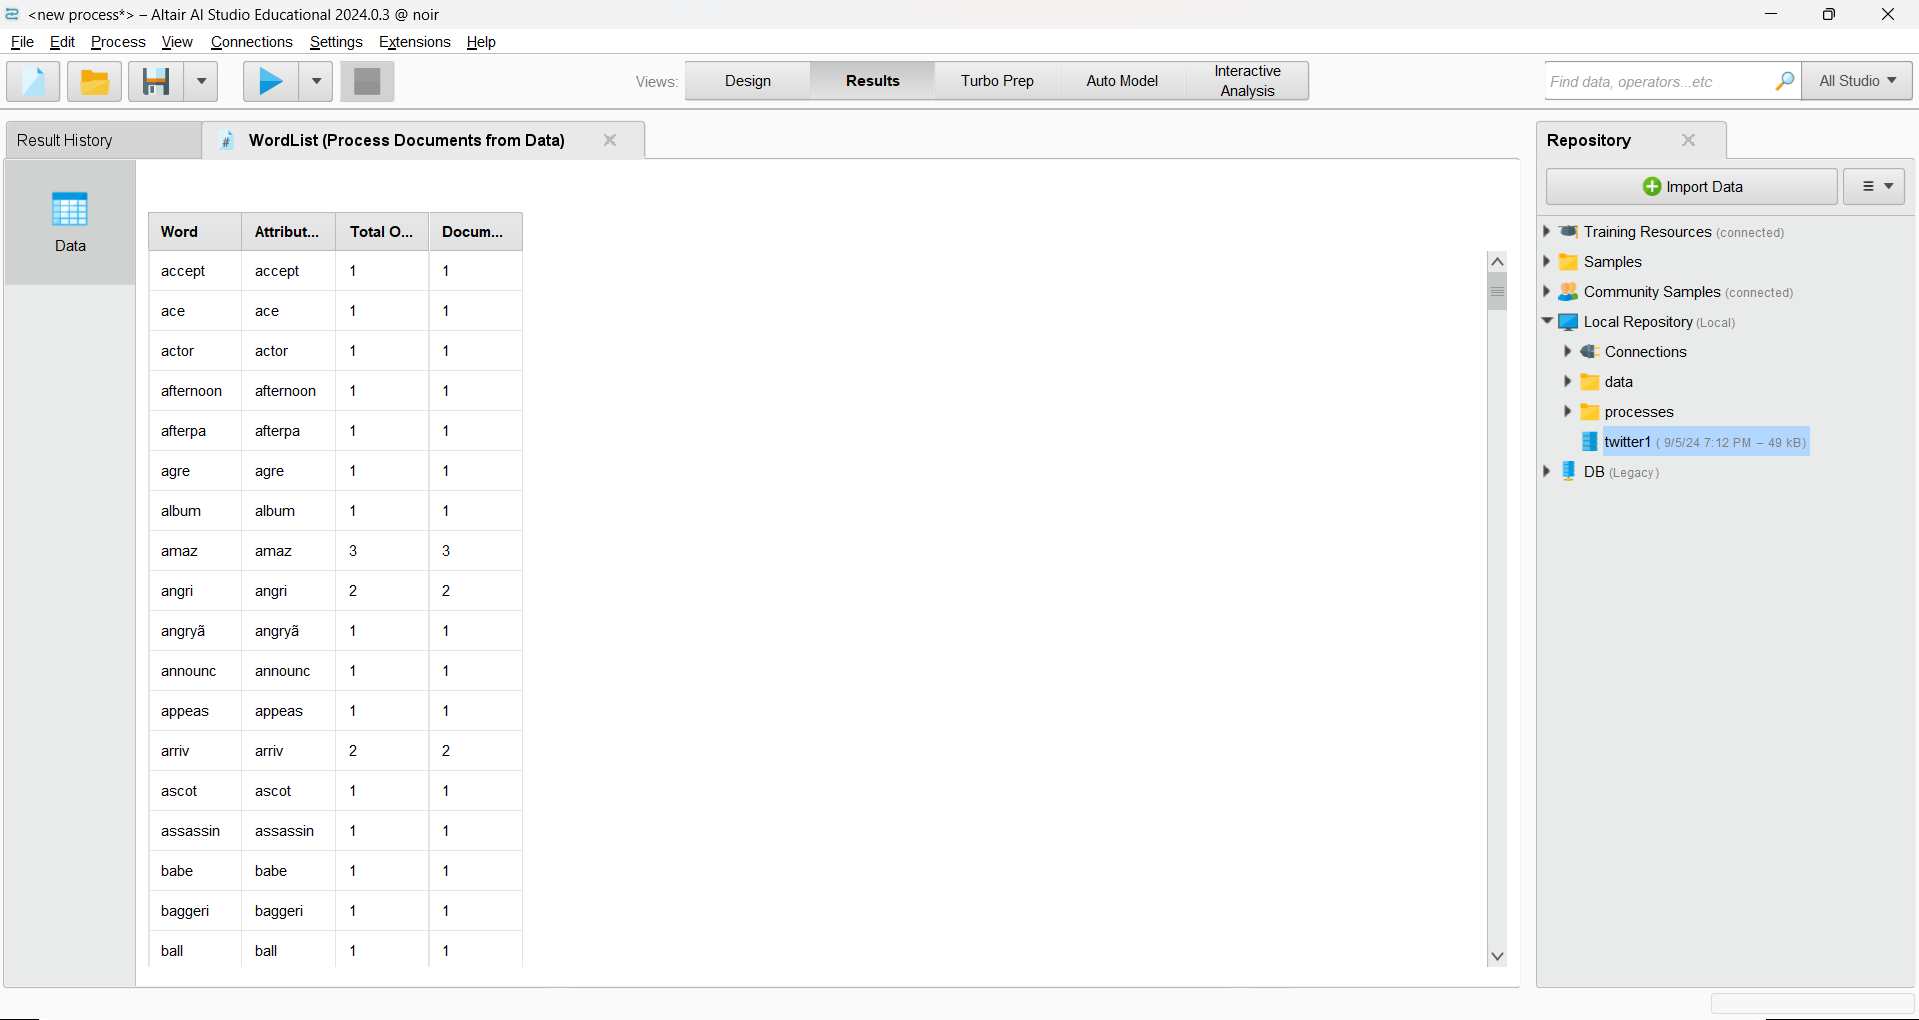 <new process*> – Altair AI Studio Educational 2024.0.3 @ noir
File Edit Process View Connections Settings Extensions Help
Views: Design Results Turbo Prep Auto Model Interactive Analysis
Find data, operators...etc All Studio
Result History
# WordList (Process Documents from Data)
Data
Word Attribut... Total O... Docum...
accept accept 1 1
ace ace 1 1
actor actor 1 1
afternoon afternoon 1 1
afterpa afterpa 1 1
agre agre 1 1
album album 1 1
amaz amaz 3 3
angri angri 2 2
angryã angryã 1 1
announc announc 1 1
appeas appeas 1 1
arriv arriv 2 2
ascot ascot 1 1
assassin assassin 1 1
babe babe 1 1
baggeri baggeri 1 1
ball ball 1 1
Repository
Import Data
Training Resources (connected)
Samples
Community Samples (connected)
Local Repository (Local)
Connections
data
processes
twitter1 ( 9/5/24 7:12 PM – 49 kB)
DB (Legacy)